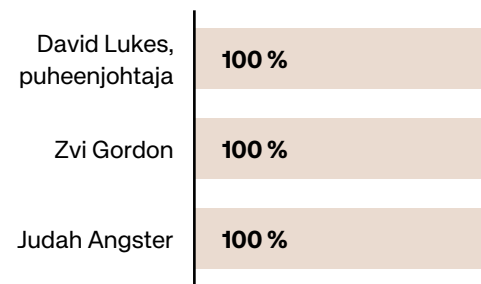 David Lukes,
puheenjohtaja
100 %
Zvi Gordon
100 %
Judah Angster
100 %